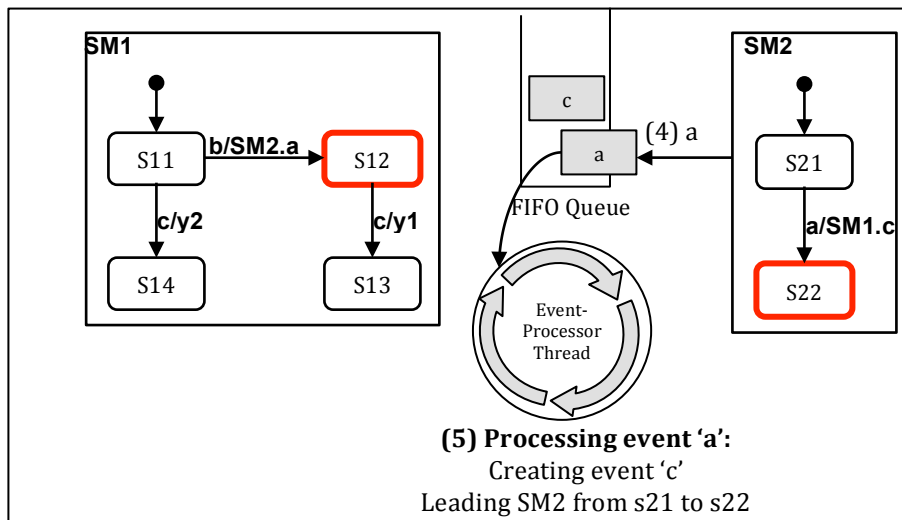 SM1
S11
b/SM2.a
S12
c/y2
c/y1
S14
S13
c
(4) a
a
FIFO Queue
Event-
Processor
Thread
(5) Processing event ‘a’:
Creating event ‘c’
Leading SM2 from s21 to s22
SM2
S21
a/SM1.c
S22